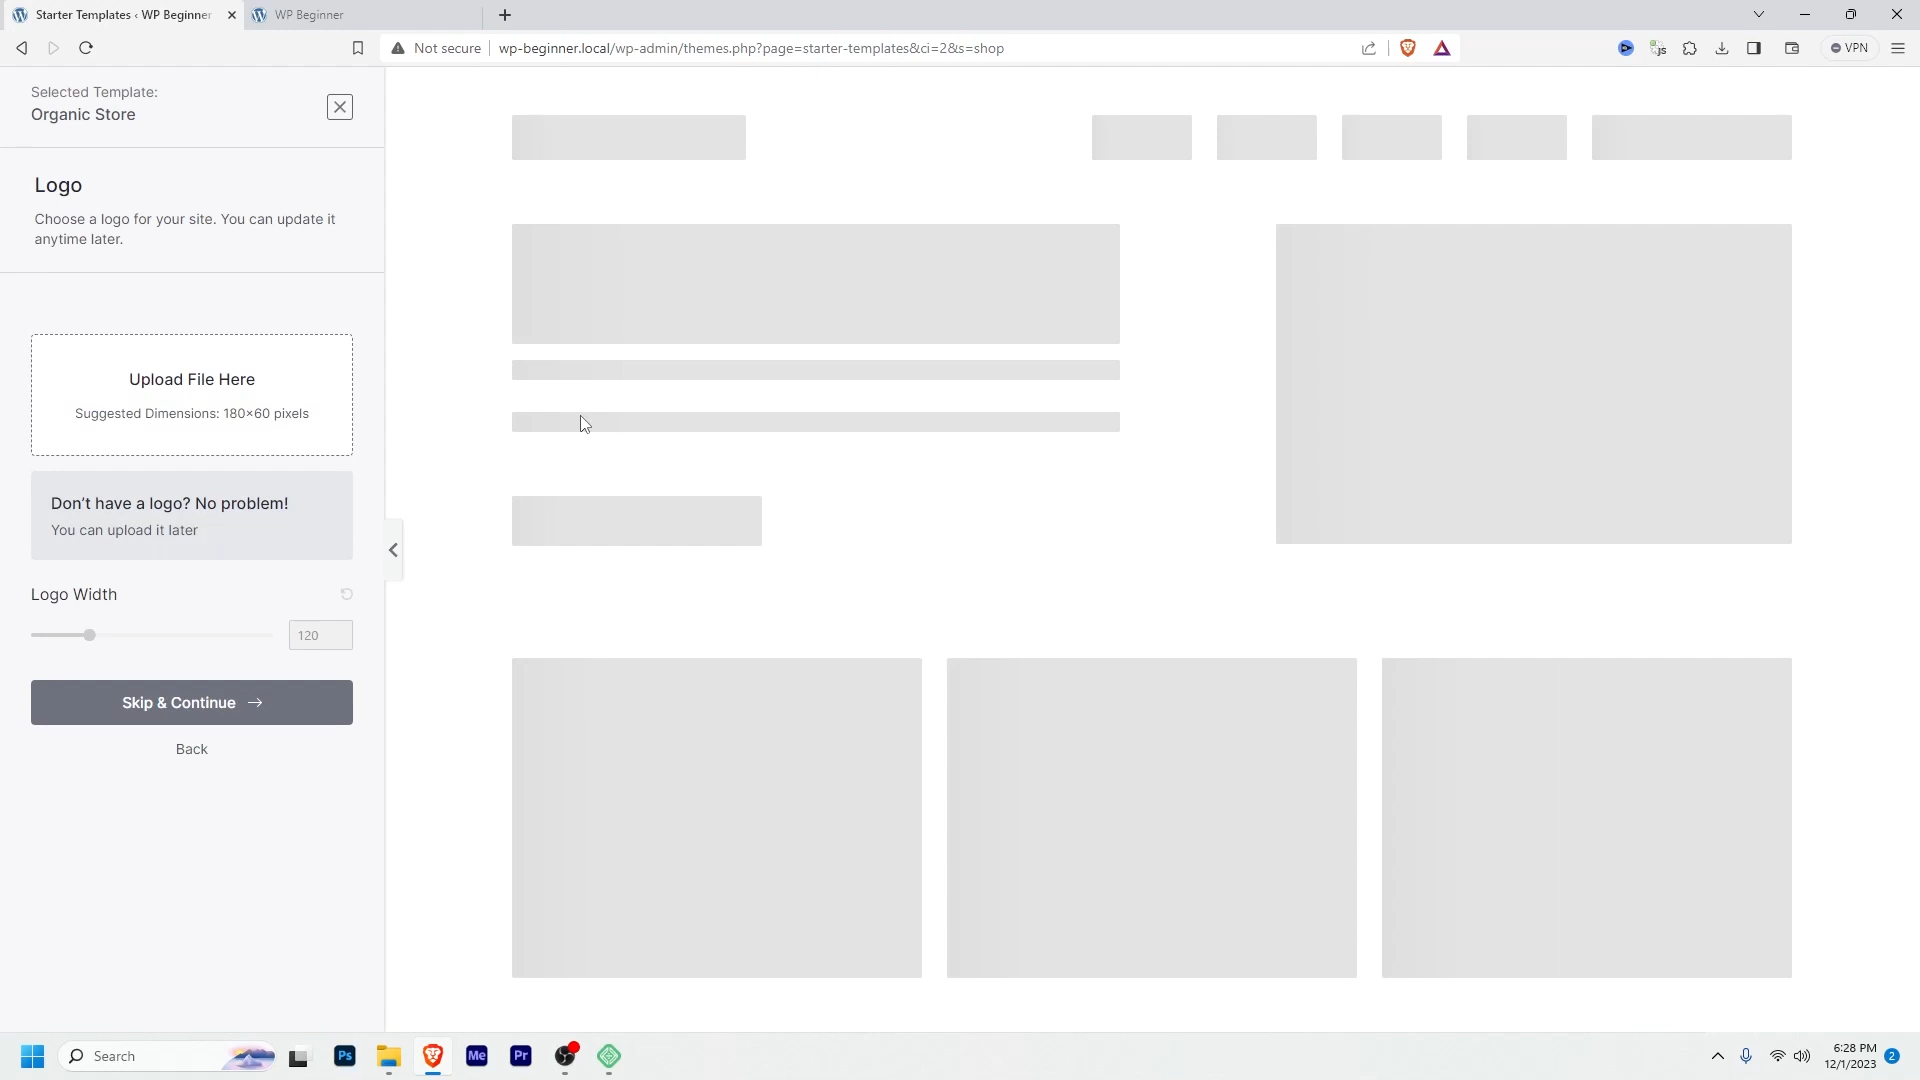 Starter Templates ‹ WP Beginner
WP Beginner
Not secure
wp-beginner.local/wp-admin/themes.php?page=starter-templates&ci=2&s=shop
VPN
Selected Template:
Organic Store
Logo
Choose a logo for your site. You can update it
anytime later.
Upload File Here
Suggested Dimensions: 180×60 pixels
Don’t have a logo? No problem!
You can upload it later
Logo Width
120
Skip & Continue →
Back
Search
Ps
Me
Pr
6:28 PM
12/1/2023
2